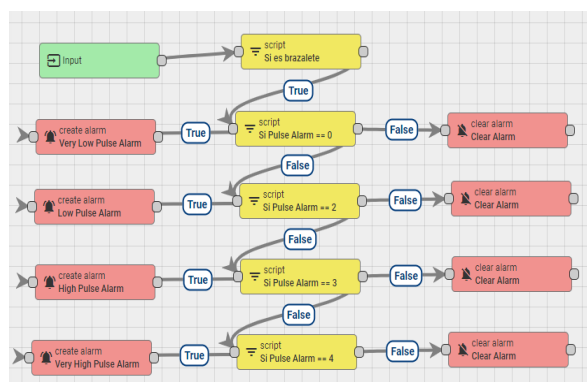 Input
script
Si es brazalete
True
create alarm
Very Low Pulse Alarm
True
script
Si Pulse Alarm == 0
False
clear alarm
Clear Alarm
False
create alarm
Low Pulse Alarm
True
script
Si Pulse Alarm == 2
False
clear alarm
Clear Alarm
False
create alarm
High Pulse Alarm
True
script
Si Pulse Alarm == 3
False
clear alarm
Clear Alarm
False
create alarm
Very High Pulse Alarm
True
script
Si Pulse Alarm == 4
False
clear alarm
Clear Alarm